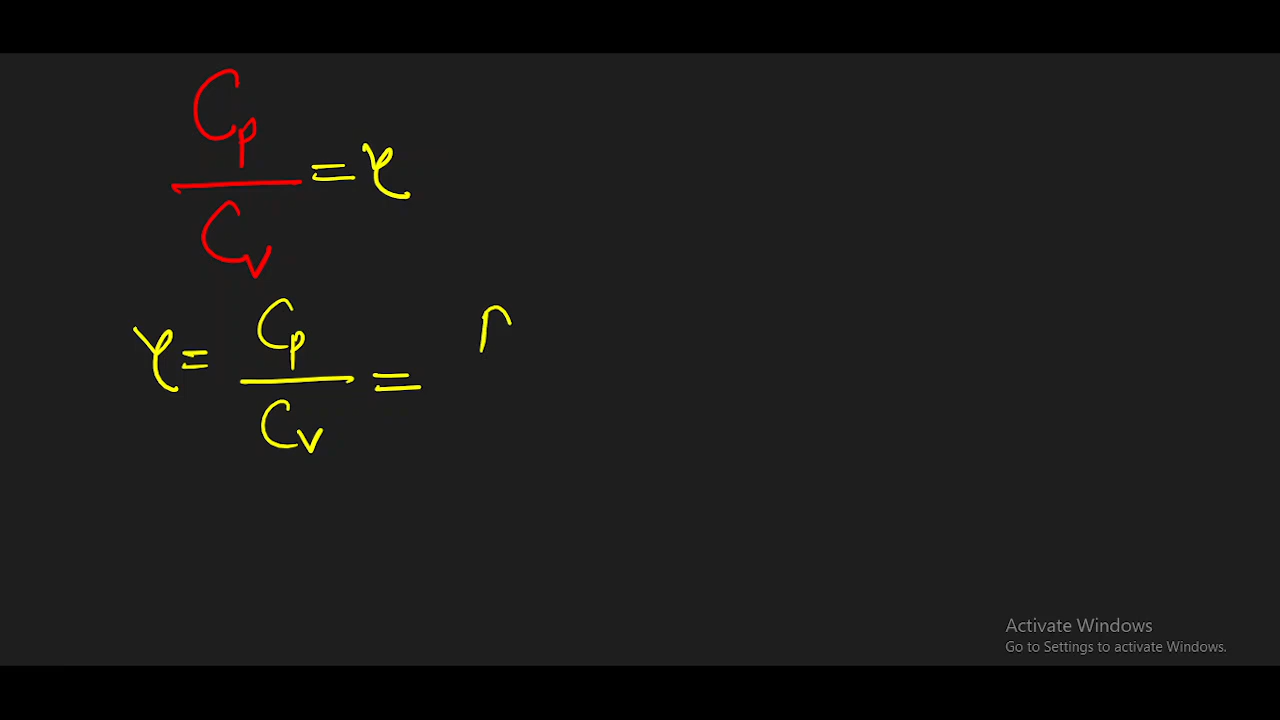 Cp/Cv = γ
γ = Cp/Cv =
Activate Windows
Go to Settings to activate Windows.